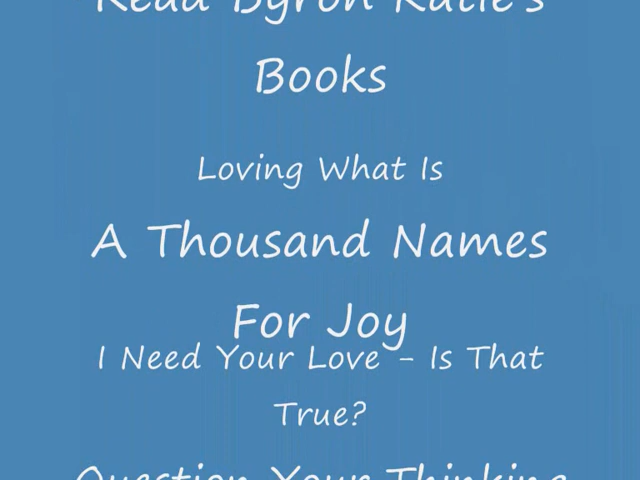 Read Byron Katie's
Books
Loving What Is
A Thousand Names
For Joy
I Need Your Love - Is That
True?
Question Your Thinking